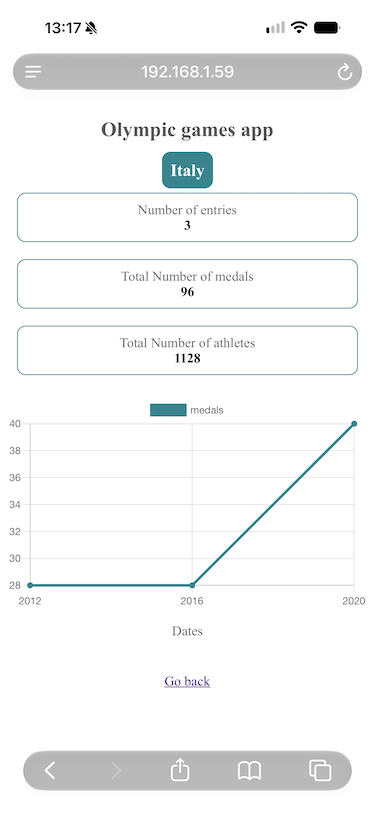 13:17
192.168.1.59
Olympic games app
Italy
Number of entries
3
Total Number of medals
96
Total Number of athletes
1128
medals
40
38
36
34
32
30
28
2012 2016 2020
Dates
Go back